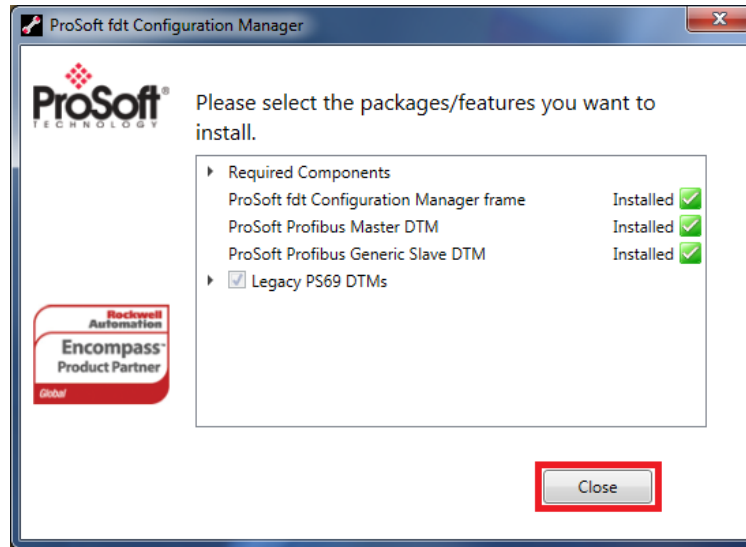 ProSoft fdt Configuration Manager
ProSoft®
TECHNOLOGY
Please select the packages/features you want to
install.
Required Components
ProSoft fdt Configuration Manager frame Installed
ProSoft Profibus Master DTM Installed
ProSoft Profibus Generic Slave DTM Installed
Legacy PS69 DTMs
Rockwell
Automation
Encompass™
Product Partner
Global
Close